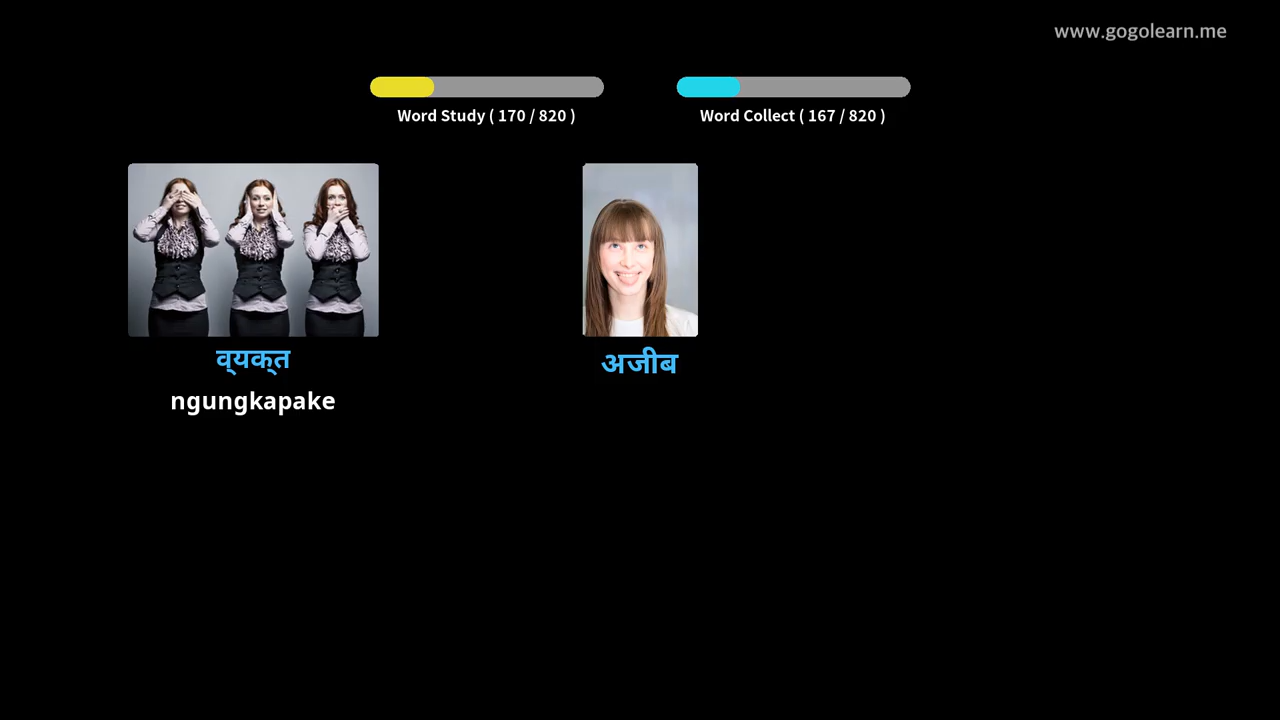 www.gogolearn.me
Word Study ( 170 / 820 )
Word Collect ( 167 / 820 )
व्‌यक्‌त
ngungkapake
अजीब